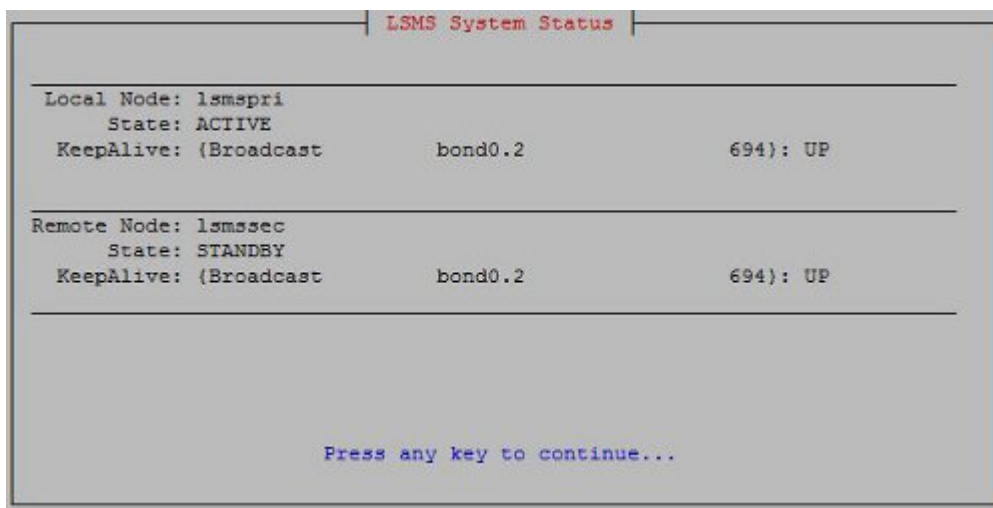 LSMS System Status
Local Node: lsmspri
State: ACTIVE
KeepAlive: {Broadcast bond0.2 694}: UP
Remote Node: lsmssec
State: STANDBY
KeepAlive: {Broadcast bond0.2 694}: UP
Press any key to continue...